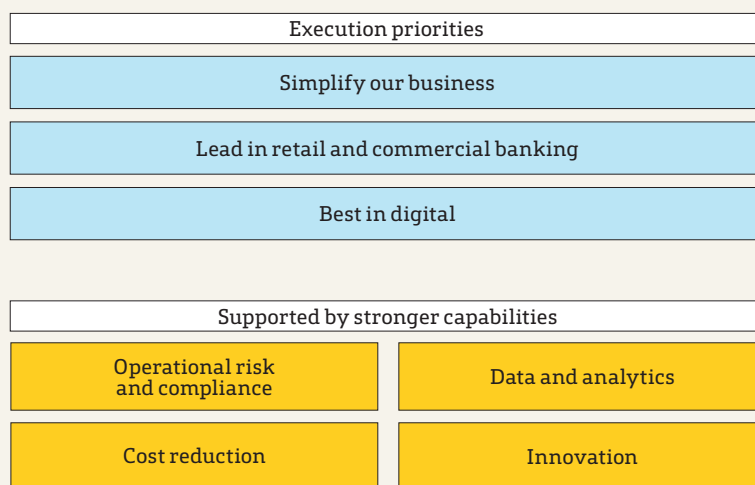 Execution priorities
Simplify our business
Lead in retail and commercial banking
Best in digital
Supported by stronger capabilities
Operational risk
and compliance
Data and analytics
Cost reduction
Innovation